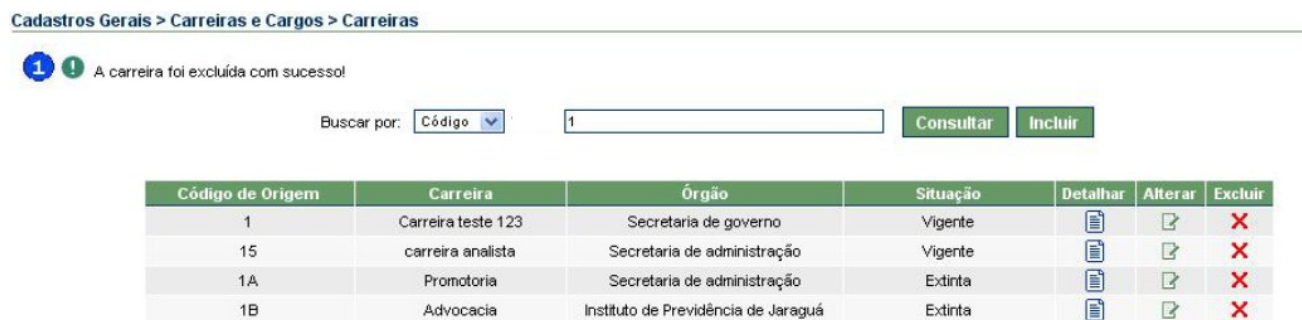 Cadastros Gerais > Carreiras e Cargos > Carreiras
1 ! A carreira foi excluída com sucesso!
Buscar por: Código 1 Consultar Incluir
Código de Origem Carreira Órgão Situação Detalhar Alterar Excluir
1 Carreira teste 123 Secretaria de governo Vigente
15 carreira analista Secretaria de administração Vigente
1A Promotoria Secretaria de administração Extinta
1B Advocacia Instituto de Previdência de Jaraguá Extinta